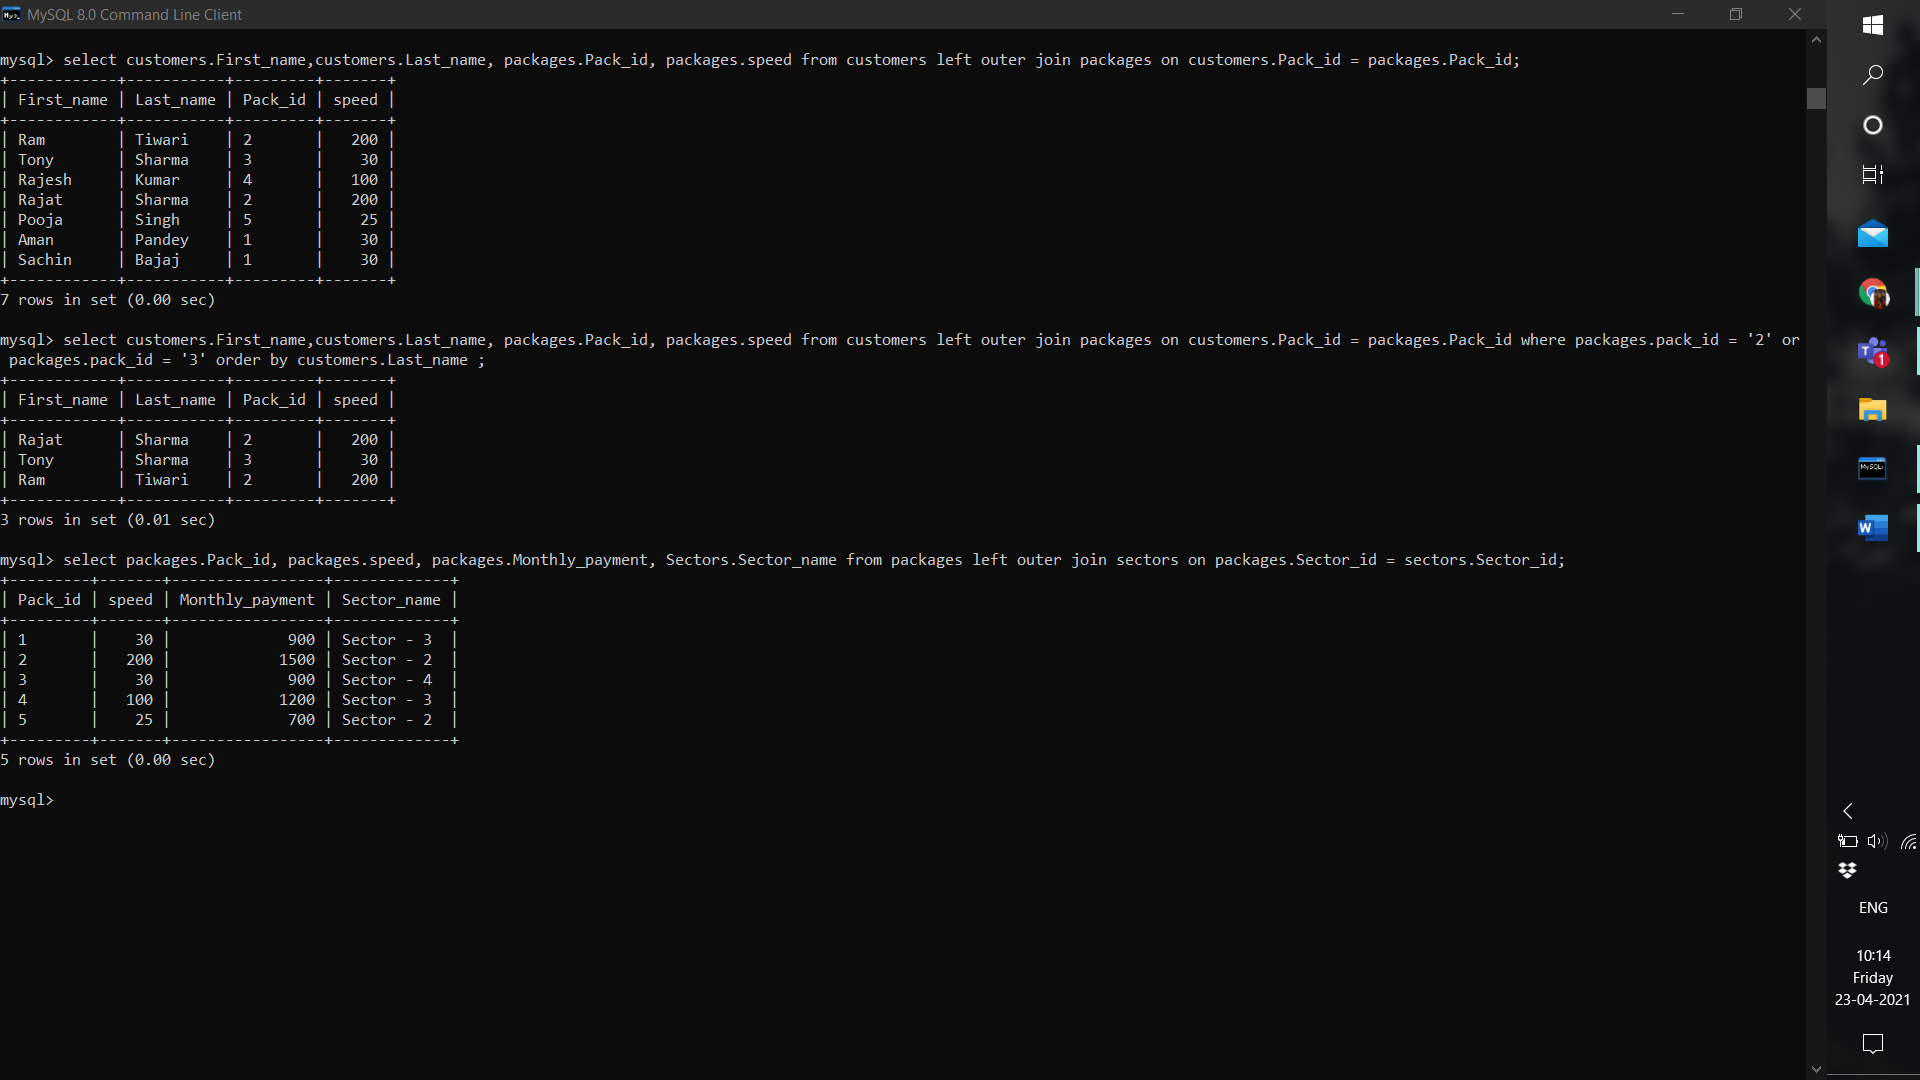 MySQL 8.0 Command Line Client
mysql> select customers.First_name,customers.Last_name, packages.Pack_id, packages.speed from customers left outer join packages on customers.Pack_id = packages.Pack_id;
+------------+-----------+---------+-------+
| First_name | Last_name | Pack_id | speed |
+------------+-----------+---------+-------+
| Ram        | Tiwari    | 2       |   200 |
| Tony       | Sharma    | 3       |    30 |
| Rajesh     | Kumar     | 4       |   100 |
| Rajat      | Sharma    | 2       |   200 |
| Pooja      | Singh     | 5       |    25 |
| Aman       | Pandey    | 1       |    30 |
| Sachin     | Bajaj     | 1       |    30 |
+------------+-----------+---------+-------+
7 rows in set (0.00 sec)
mysql> select customers.First_name,customers.Last_name, packages.Pack_id, packages.speed from customers left outer join packages on customers.Pack_id = packages.Pack_id where packages.pack_id = '2' or
 packages.pack_id = '3' order by customers.Last_name ;
+------------+-----------+---------+-------+
| First_name | Last_name | Pack_id | speed |
+------------+-----------+---------+-------+
| Rajat      | Sharma    | 2       |   200 |
| Tony       | Sharma    | 3       |    30 |
| Ram        | Tiwari    | 2       |   200 |
+------------+-----------+---------+-------+
3 rows in set (0.01 sec)
mysql> select packages.Pack_id, packages.speed, packages.Monthly_payment, Sectors.Sector_name from packages left outer join sectors on packages.Sector_id = sectors.Sector_id;
+---------+-------+-----------------+-------------+
| Pack_id | speed | Monthly_payment | Sector_name |
+---------+-------+-----------------+-------------+
| 1       |    30 |             900 | Sector - 3  |
| 2       |   200 |            1500 | Sector - 2  |
| 3       |    30 |             900 | Sector - 4  |
| 4       |   100 |            1200 | Sector - 3  |
| 5       |    25 |             700 | Sector - 2  |
+---------+-------+-----------------+-------------+
5 rows in set (0.00 sec)
mysql>
1
MySQL
W
ENG
10:14
Friday
23-04-2021